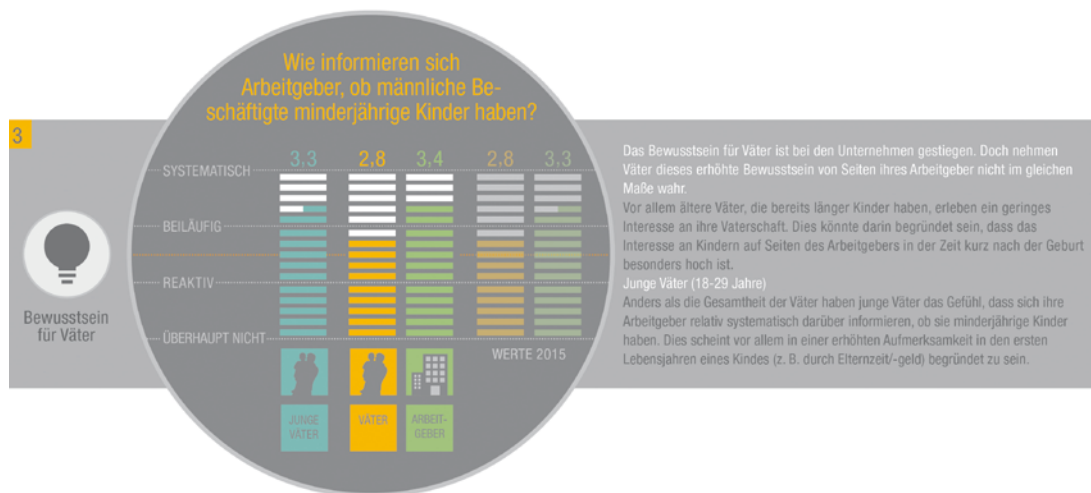 3
Bewusstsein
für Väter
Wie informieren sich
Arbeitgeber, ob männliche Be-
schäftigte minderjährige Kinder haben?
3,3 2,8 3,4 2,8 3,3
SYSTEMATISCH
BEILÄUFIG
REAKTIV
ÜBERHAUPT NICHT
WERTE 2015
JUNGE
VÄTER
VÄTER
ARBEIT-
GEBER
Das Bewusstsein für Väter ist bei den Unternehmen gestiegen. Doch nehmen
Väter dieses erhöhte Bewusstsein von Seiten ihres Arbeitgeber nicht im gleichen
Maße wahr.
Vor allem ältere Väter, die bereits länger Kinder haben, erleben ein geringes
Interesse an ihre Vaterschaft. Dies könnte darin begründet sein, dass das
Interesse an Kindern auf Seiten des Arbeitgebers in der Zeit kurz nach der Geburt
besonders hoch ist.
Junge Väter (18-29 Jahre)
Anders als die Gesamtheit der Väter haben junge Väter das Gefühl, dass sich ihre
Arbeitgeber relativ systematisch darüber informieren, ob sie minderjährige Kinder
haben. Dies scheint vor allem in einer erhöhten Aufmerksamkeit in den ersten
Lebensjahren eines Kindes (z. B. durch Elternzeit/-geld) begründet zu sein.